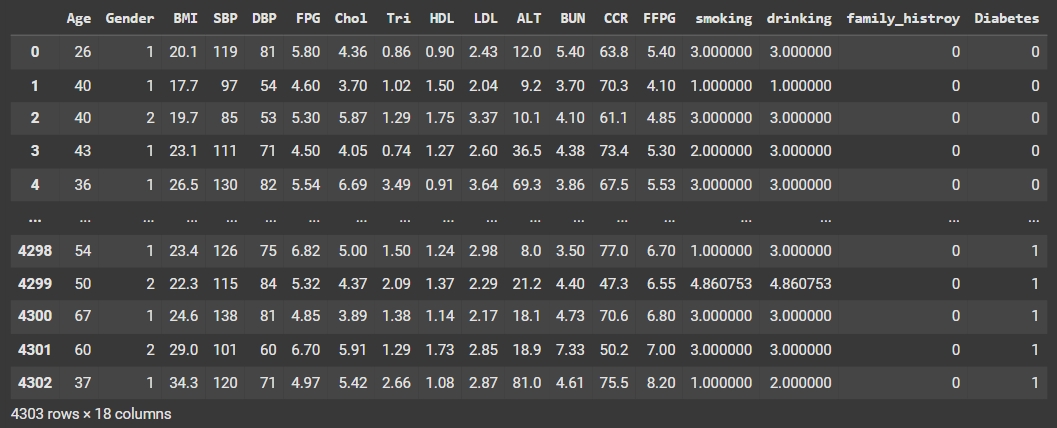 Age Gender BMI SBP DBP FPG Chol Tri HDL LDL ALT BUN CCR FFPG smoking drinking family_histroy Diabetes
0 26 1 20.1 119 81 5.80 4.36 0.86 0.90 2.43 12.0 5.40 63.8 5.40 3.000000 3.000000 0 0
1 40 1 17.7 97 54 4.60 3.70 1.02 1.50 2.04 9.2 3.70 70.3 4.10 1.000000 1.000000 0 0
2 40 2 19.7 85 53 5.30 5.87 1.29 1.75 3.37 10.1 4.10 61.1 4.85 3.000000 3.000000 0 0
3 43 1 23.1 111 71 4.50 4.05 0.74 1.27 2.60 36.5 4.38 73.4 5.30 2.000000 3.000000 0 0
4 36 1 26.5 130 82 5.54 6.69 3.49 0.91 3.64 69.3 3.86 67.5 5.53 3.000000 3.000000 0 0
... ... ... ... ... ... ... ... ... ... ... ... ... ... ... ... ... ... ...
4298 54 1 23.4 126 75 6.82 5.00 1.50 1.24 2.98 8.0 3.50 77.0 6.70 1.000000 3.000000 0 1
4299 50 2 22.3 115 84 5.32 4.37 2.09 1.37 2.29 21.2 4.40 47.3 6.55 4.860753 4.860753 0 1
4300 67 1 24.6 138 81 4.85 3.89 1.38 1.14 2.17 18.1 4.73 70.6 6.80 3.000000 3.000000 0 1
4301 60 2 29.0 101 60 6.70 5.91 1.29 1.73 2.85 18.9 7.33 50.2 7.00 3.000000 3.000000 0 1
4302 37 1 34.3 120 71 4.97 5.42 2.66 1.08 2.87 81.0 4.61 75.5 8.20 1.000000 2.000000 0 1
4303 rows × 18 columns